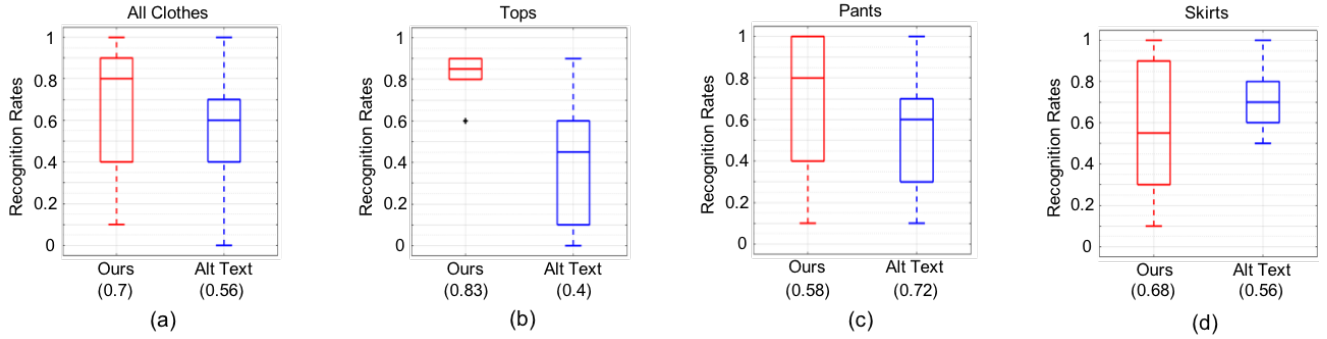 All Clothes
Recognition Rates
1
0.8
0.6
0.4
0.2
0
Ours
Alt Text
(0.7)
(0.56)
(a)
Tops
Recognition Rates
1
0.8
0.6
0.4
0.2
0
Ours
Alt Text
(0.83)
(0.4)
(b)
Pants
Recognition Rates
1
0.8
0.6
0.4
0.2
0
Ours
Alt Text
(0.58)
(0.72)
(c)
Skirts
Recognition Rates
1
0.8
0.6
0.4
0.2
0
Ours
Alt Text
(0.68)
(0.56)
(d)